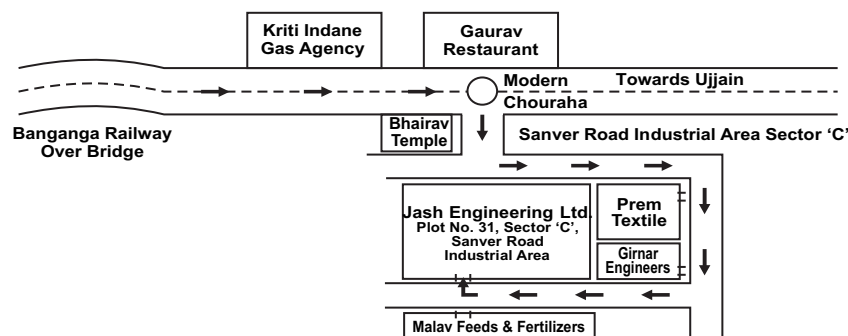 Kriti Indane
Gas Agency
Gaurav
Restaurant
Modern
Chouraha
Towards Ujjain
Banganga Railway
Over Bridge
Bhairav
Temple
Sanver Road Industrial Area Sector ‘C’
Jash Engineering Ltd.
Plot No. 31, Sector ‘C’,
Sanver Road
Industrial Area
Prem
Textile
Girnar
Engineers
Malav Feeds & Fertilizers